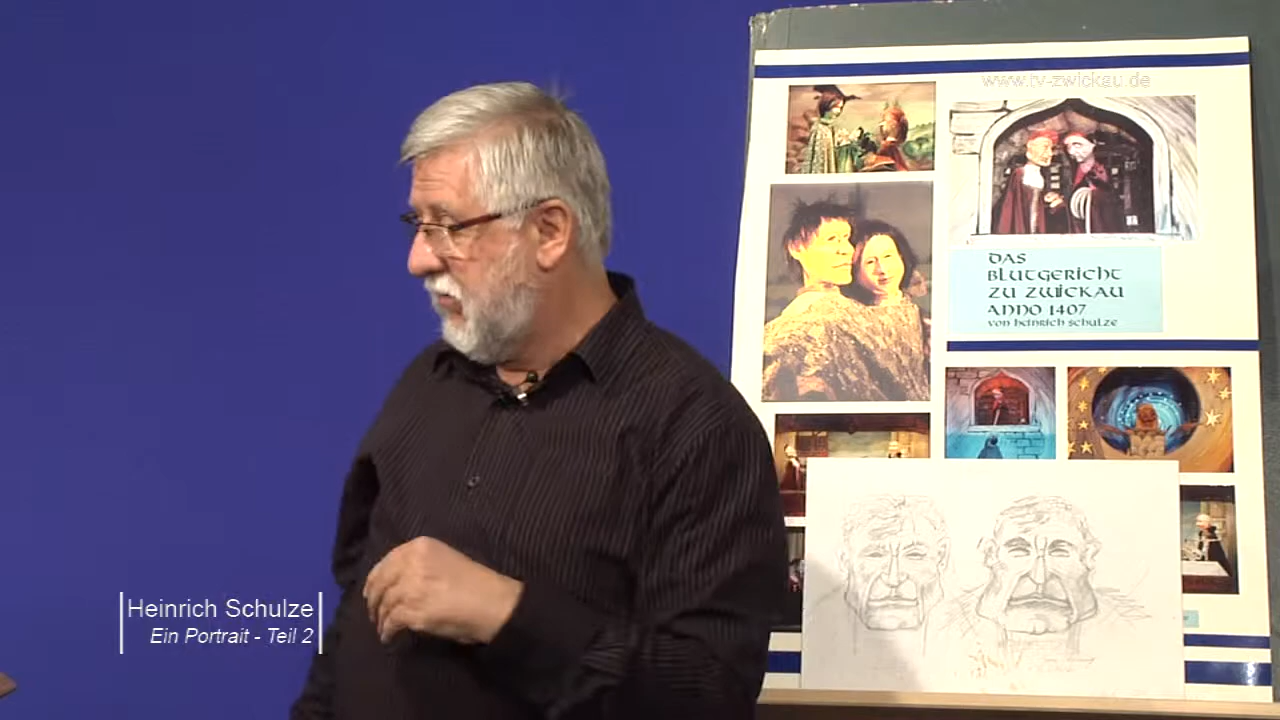 www.tv-zwickau.de
DAS
BLUTGERICHT
ZU ZWICKAU
ANNO 1407
von heinrich schulze
Heinrich Schulze
Ein Portrait - Teil 2